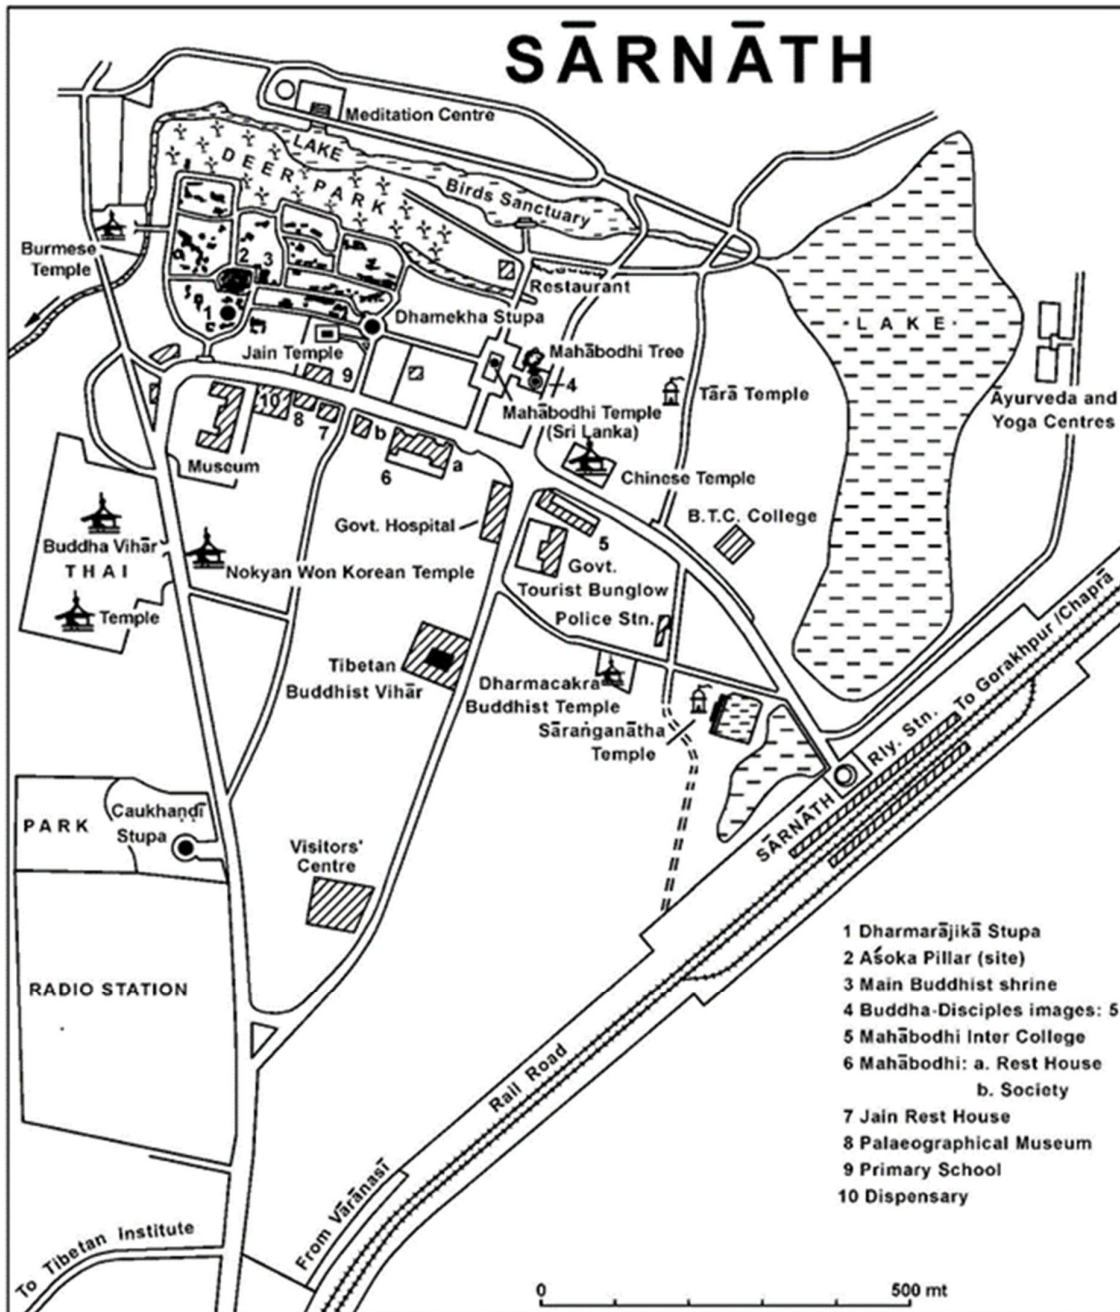 SĀRNĀTH
Meditation Centre
LAKE
DEER PARK
Birds Sanctuary
Burmese
Temple
2
3
1
Restaurant
Dhamekha Stupa
Jain Temple
9
Mahābodhi Tree
4
Mahābodhi Temple
(Sri Lanka)
Tārā Temple
LAKE
Āyurveda and
Yoga Centres
10
8
7
b
6
a
Museum
Chinese Temple
Govt. Hospital
B.T.C. College
5
Govt.
Tourist Bunglow
Buddha Vihār
THAI
Temple
Nokyan Won Korean Temple
Police Stn.
Tibetan
Buddhist Vihār
Dharmacakra
Buddhist Temple
Sāraṅganātha
Temple
To Gorakhpur /Chaprā
SĀRNĀTH Rly. Stn.
PARK
Caukhaṇḍī
Stupa
Visitors'
Centre
RADIO STATION
Rail Road
From Vārānasī
To Tibetan Institute
1 Dharmarājikā Stupa
2 Aśoka Pillar (site)
3 Main Buddhist shrine
4 Buddha-Disciples images: 5
5 Mahābodhi Inter College
6 Mahābodhi: a. Rest House
b. Society
7 Jain Rest House
8 Palaeographical Museum
9 Primary School
10 Dispensary
0 500 mt